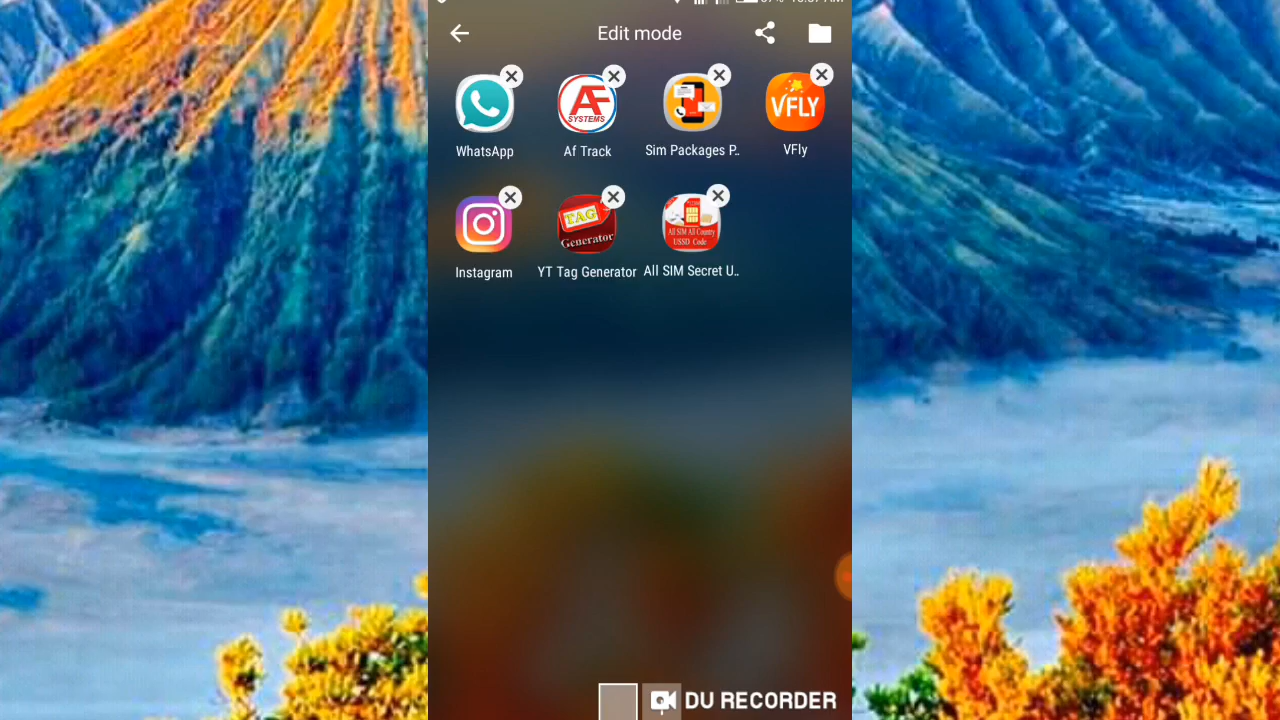 Edit mode
AF
SYSTEMS
VFLY
WhatsApp
Af Track
Sim Packages P..
VFly
TAG
Generator
All SIM All Country
USSD Code
Instagram
YT Tag Generator
All SIM Secret U..
DU RECORDER